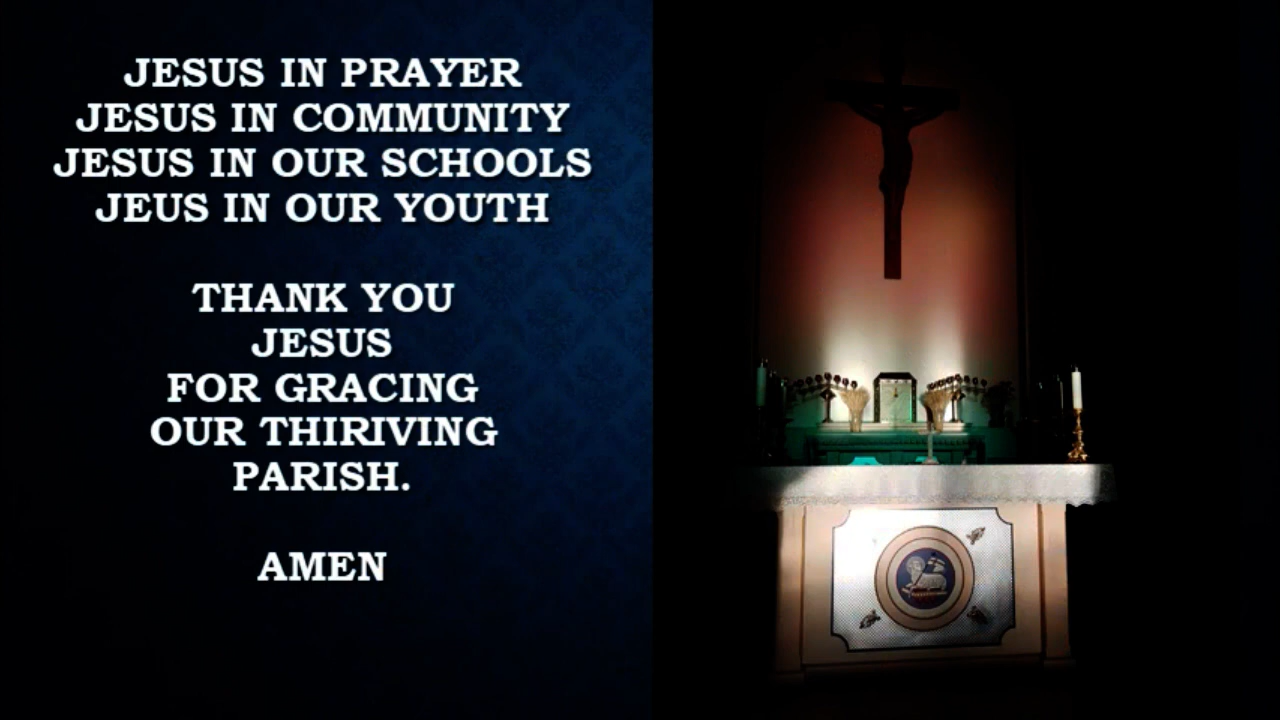 JESUS IN PRAYER
JESUS IN COMMUNITY
JESUS IN OUR SCHOOLS
JEUS IN OUR YOUTH
THANK YOU
JESUS
FOR GRACING
OUR THIRIVING
PARISH.
AMEN